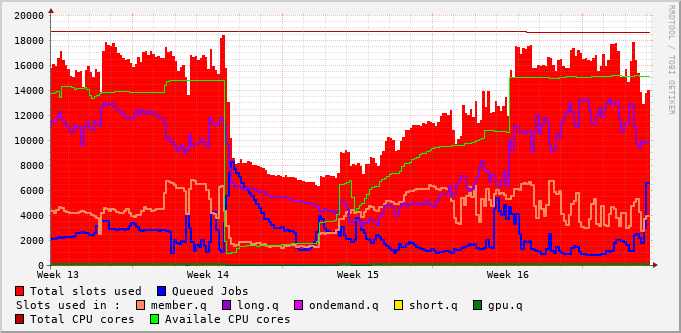 20000
18000
16000
14000
12000
10000
8000
6000
4000
2000
0
Week 13 Week 14 Week 15 Week 16
Total slots used Queued Jobs
Slots used in : member.q long.q ondemand.q short.q gpu.q
Total CPU cores Availale CPU cores
RRDTOOL / TOBI OETIKER